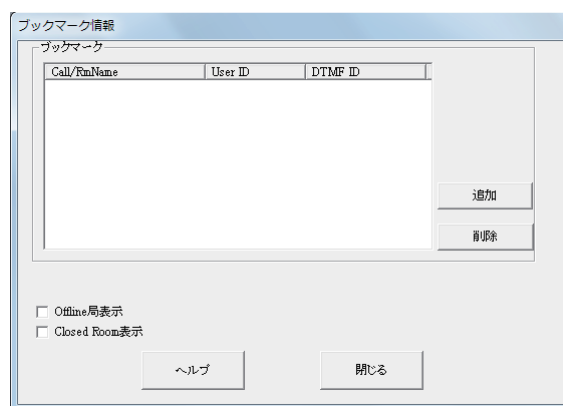 ブックマーク情報
ブックマーク
Call/RmName User ID DTMF ID
追加
削除
Offline局表示
Closed Room表示
ヘルプ 閉じる